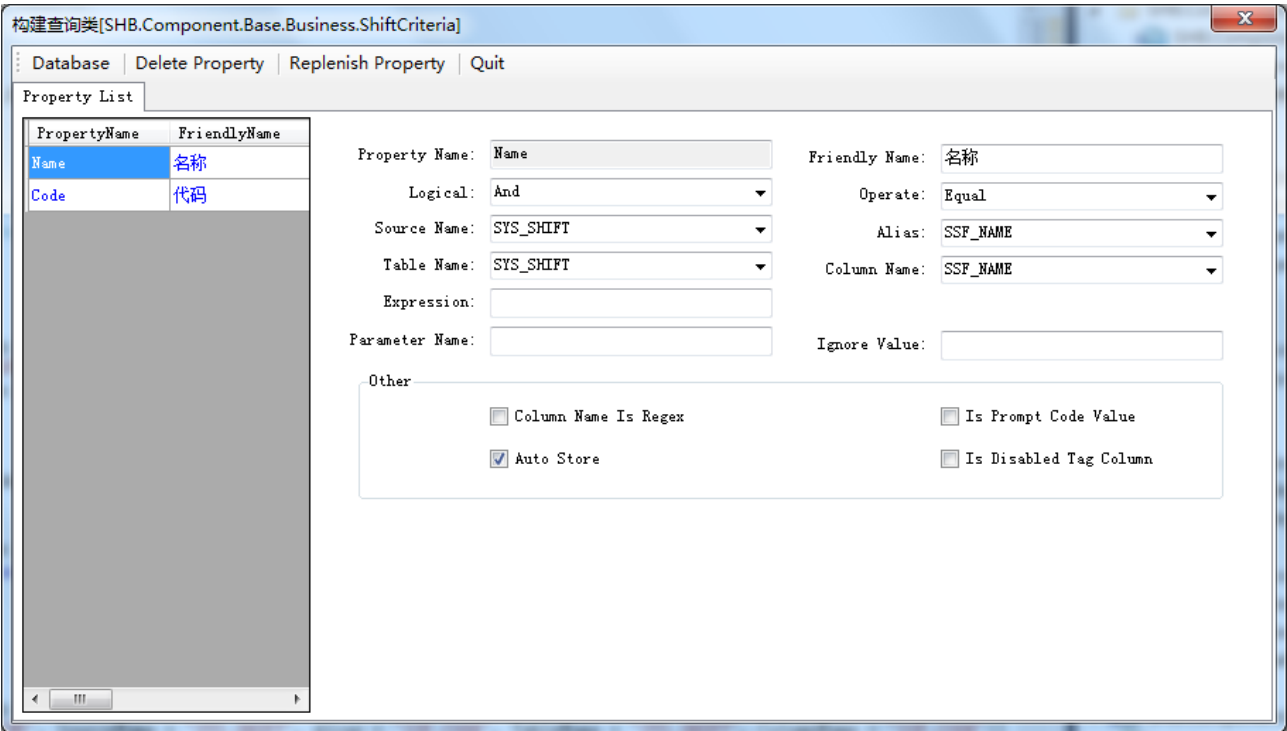 构建查询类[SHB.Component.Base.Business.ShiftCriteria]
Database Delete Property Replenish Property Quit
Property List
PropertyName FriendlyName
Name 名称
Code 代码
Property Name: Name Friendly Name: 名称
Logical: And Operate: Equal
Source Name: SYS_SHIFT Alias: SSF_NAME
Table Name: SYS_SHIFT Column Name: SSF_NAME
Expression:
Parameter Name: Ignore Value:
Other
Column Name Is Regex Is Prompt Code Value
Auto Store Is Disabled Tag Column